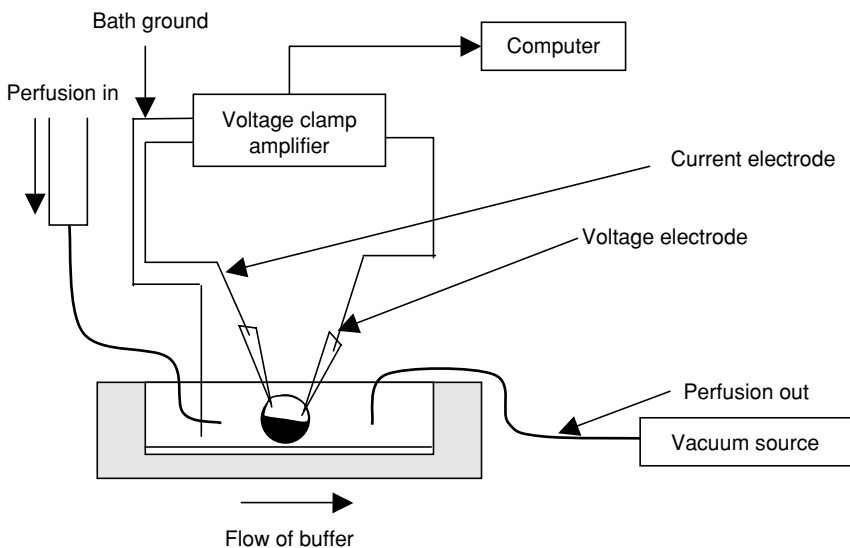 Bath ground
Computer
Perfusion in
Voltage clamp
amplifier
Current electrode
Voltage electrode
Perfusion out
Vacuum source
Flow of buffer